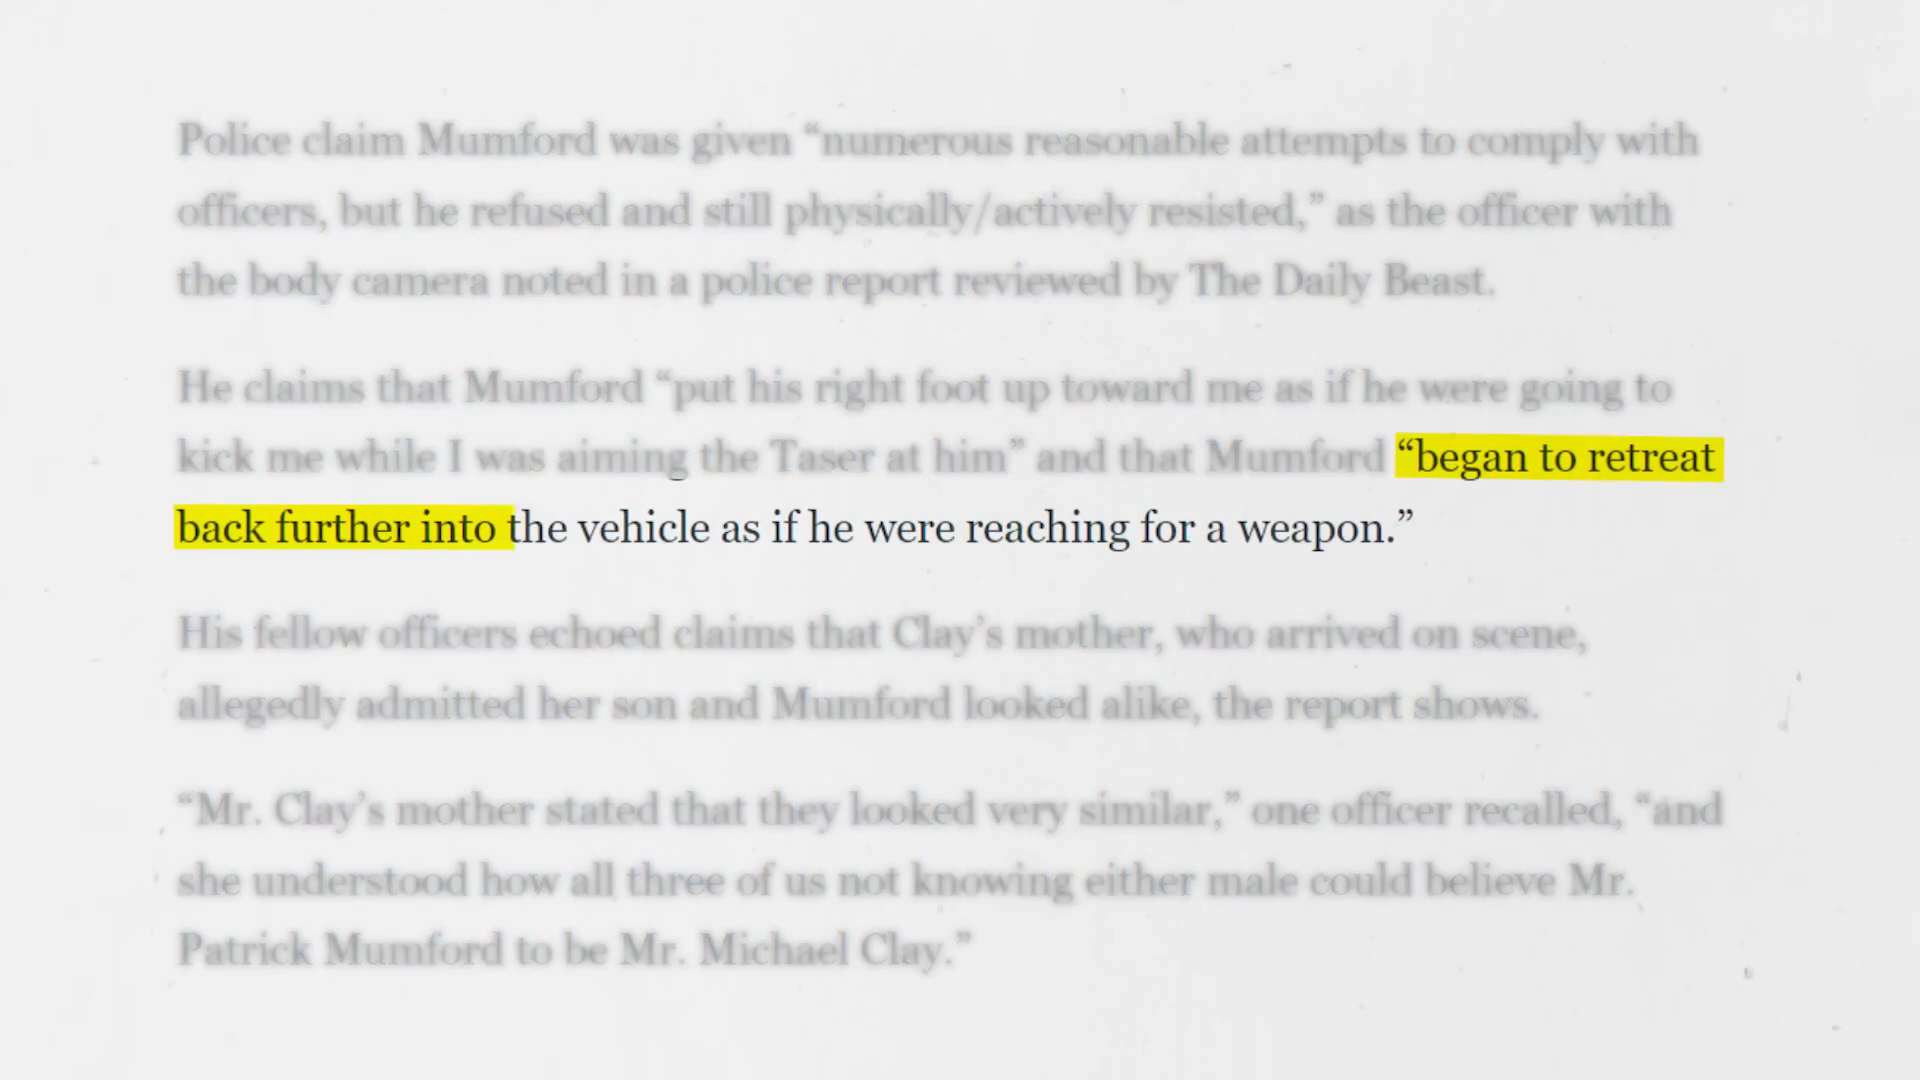 Police claim Mumford was given “numerous reasonable attempts to comply with
officers, but he refused and still physically/actively resisted,” as the officer with
the body camera noted in a police report reviewed by The Daily Beast.
He claims that Mumford “put his right foot up toward me as if he were going to
kick me while I was aiming the Taser at him” and that Mumford “began to retreat
back further into the vehicle as if he were reaching for a weapon.”
His fellow officers echoed claims that Clay’s mother, who arrived on scene,
allegedly admitted her son and Mumford looked alike, the report shows.
“Mr. Clay’s mother stated that they looked very similar,” one officer recalled, “and
she understood how all three of us not knowing either male could believe Mr.
Patrick Mumford to be Mr. Michael Clay.”